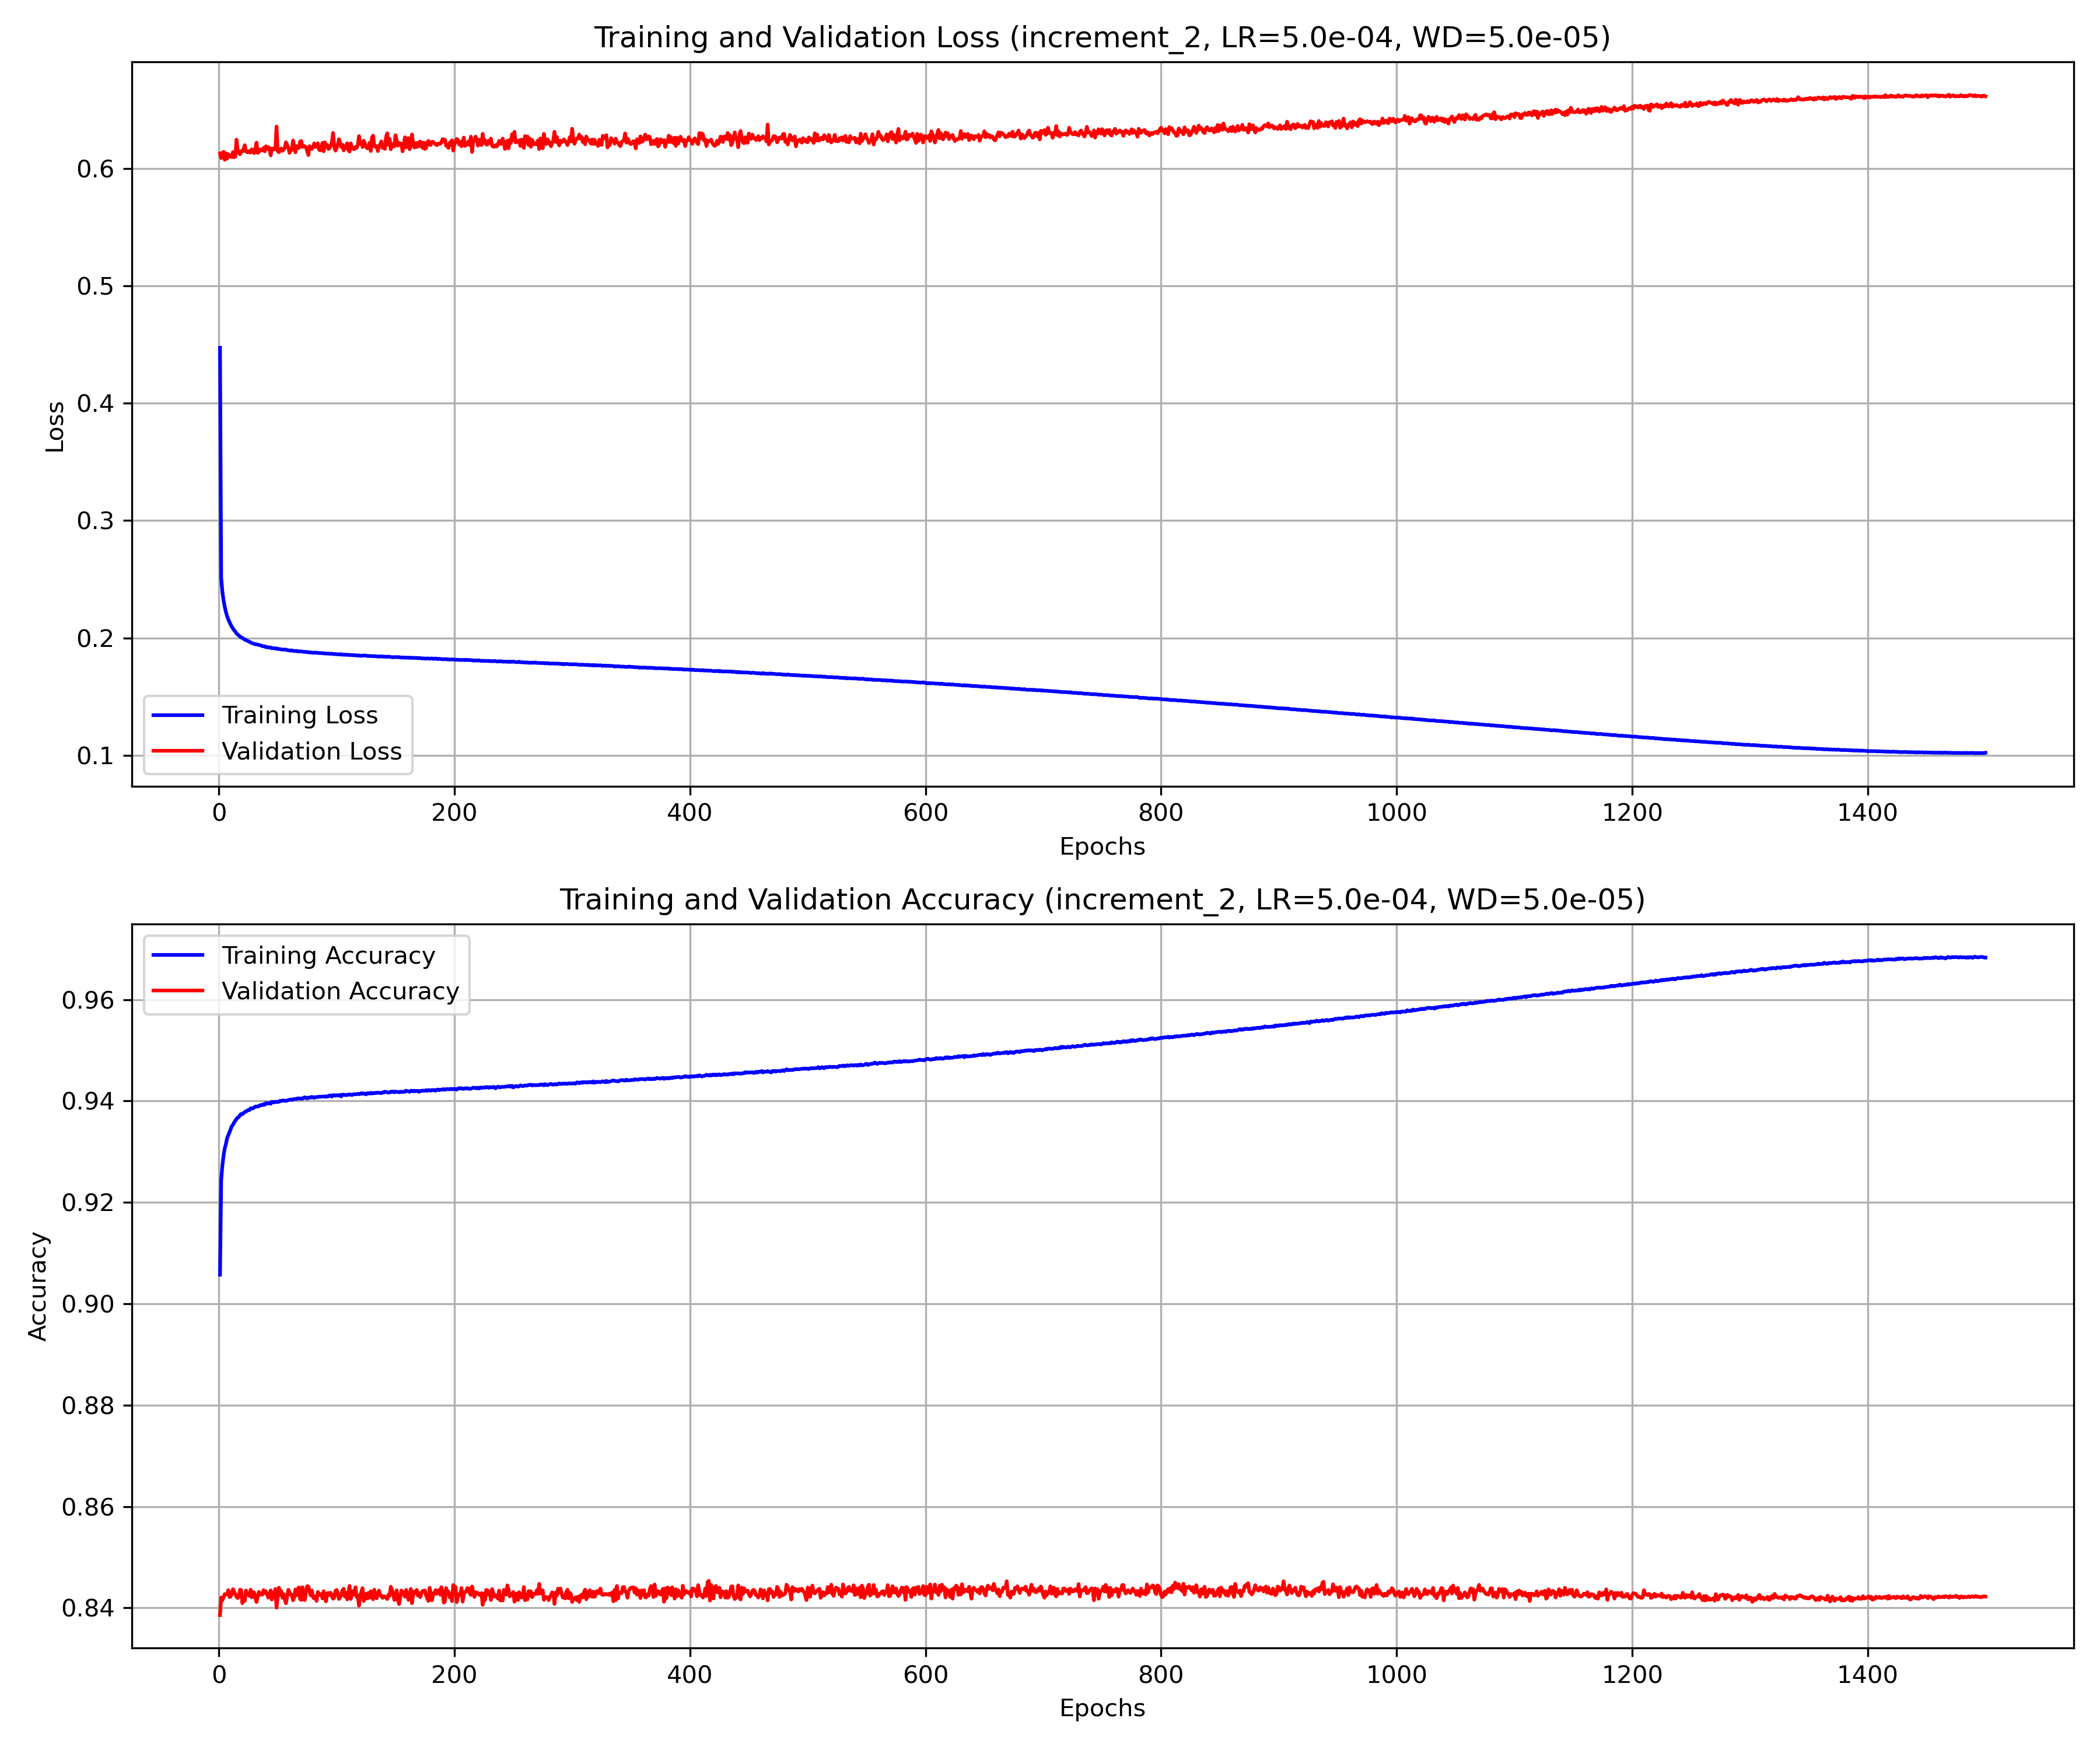 Training and Validation Loss (increment_2, LR=5.0e-04, WD=5.0e-05)
Loss
0.6
0.5
0.4
0.3
0.2
0.1
Training Loss
Validation Loss
0 200 400 600 800 1000 1200 1400
Epochs
Training and Validation Accuracy (increment_2, LR=5.0e-04, WD=5.0e-05)
Accuracy
Training Accuracy
Validation Accuracy
0.96
0.94
0.92
0.90
0.88
0.86
0.84
0 200 400 600 800 1000 1200 1400
Epochs